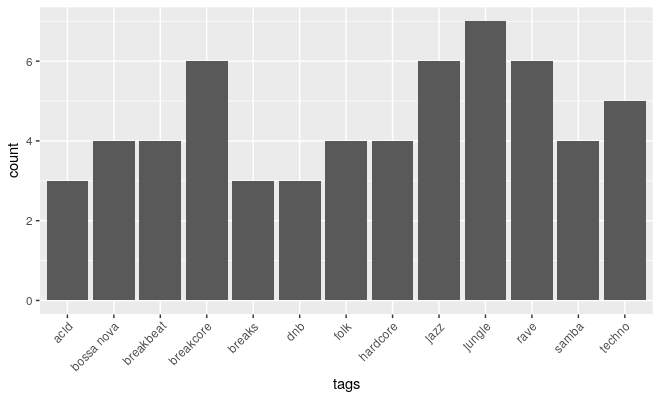 count
6
4
2
0
acid
bossa nova
breakbeat
breakcore
breaks
dnb
folk
hardcore
jazz
jungle
rave
samba
techno
tags